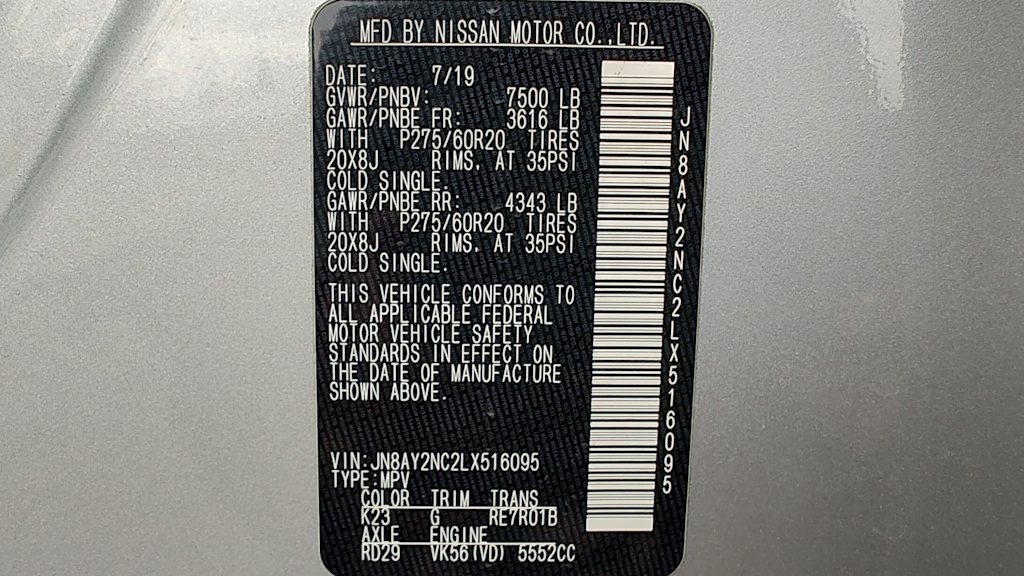 MFD BY NISSAN MOTOR CO.,LTD.
DATE: 7/19
GVWR/PNBV: 7500 LB
GAWR/PNBE FR: 3616 LB
WITH P275/60R20 TIRES
20X8J RIMS, AT 35PSI
COLD SINGLE.
GAWR/PNBE RR: 4343 LB
WITH P275/60R20 TIRES
20X8J RIMS, AT 35PSI
COLD SINGLE.
THIS VEHICLE CONFORMS TO
ALL APPLICABLE FEDERAL
MOTOR VEHICLE SAFETY
STANDARDS IN EFFECT ON
THE DATE OF MANUFACTURE
SHOWN ABOVE.
VIN:JN8AY2NC2LX516095
TYPE:MPV
COLOR TRIM TRANS
K23 G RE7R01B
AXLE ENGINE
RD29 VK56(VD) 5552CC
JN8AY2NC2LX516095